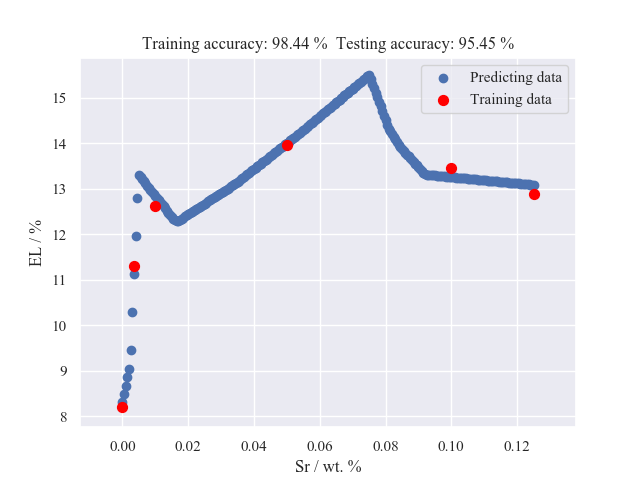 Training accuracy: 98.44 % Testing accuracy: 95.45 %
Predicting data
Training data
EL / %
15
14
13
12
11
10
9
8
0.00 0.02 0.04 0.06 0.08 0.10 0.12
Sr / wt. %